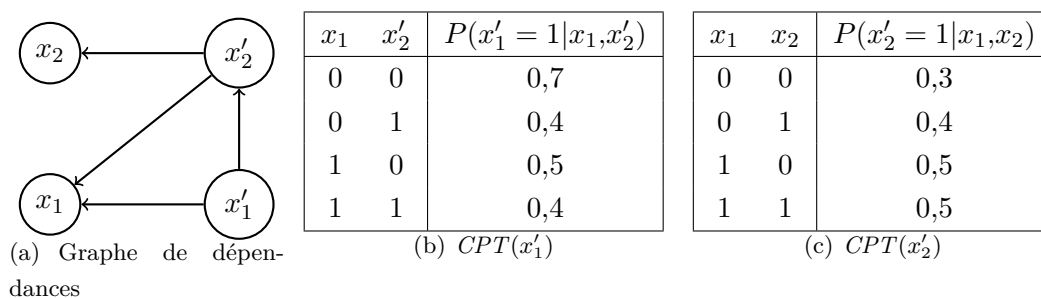 x₂ x′₂
x₁ x′₁
(a) Graphe de dépen-
dances
x₁ x′₂ P(x′₁ = 1|x₁,x′₂)
0 0 0,7
0 1 0,4
1 0 0,5
1 1 0,4
(b) CPT(x′₁)
x₁ x₂ P(x′₂ = 1|x₁,x₂)
0 0 0,3
0 1 0,4
1 0 0,5
1 1 0,5
(c) CPT(x′₂)